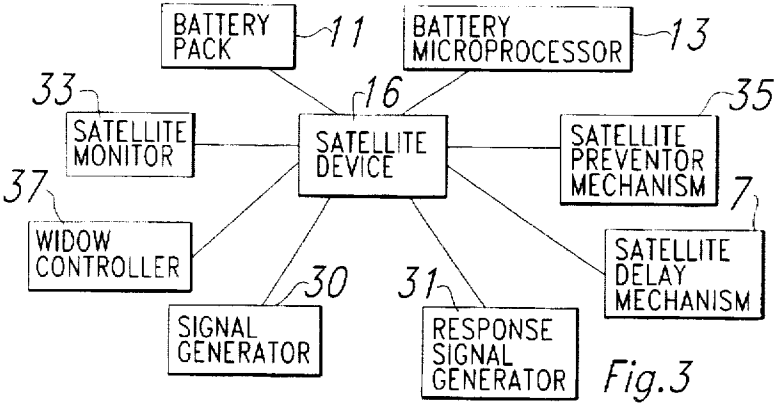 BATTERY
PACK
11
BATTERY
MICROPROCESSOR
13
33
SATELLITE
MONITOR
16
SATELLITE
DEVICE
35
SATELLITE
PREVENTOR
MECHANISM
37
WIDOW
CONTROLLER
7
SATELLITE
DELAY
MECHANISM
30
SIGNAL
GENERATOR
31
RESPONSE
SIGNAL
GENERATOR
Fig.3